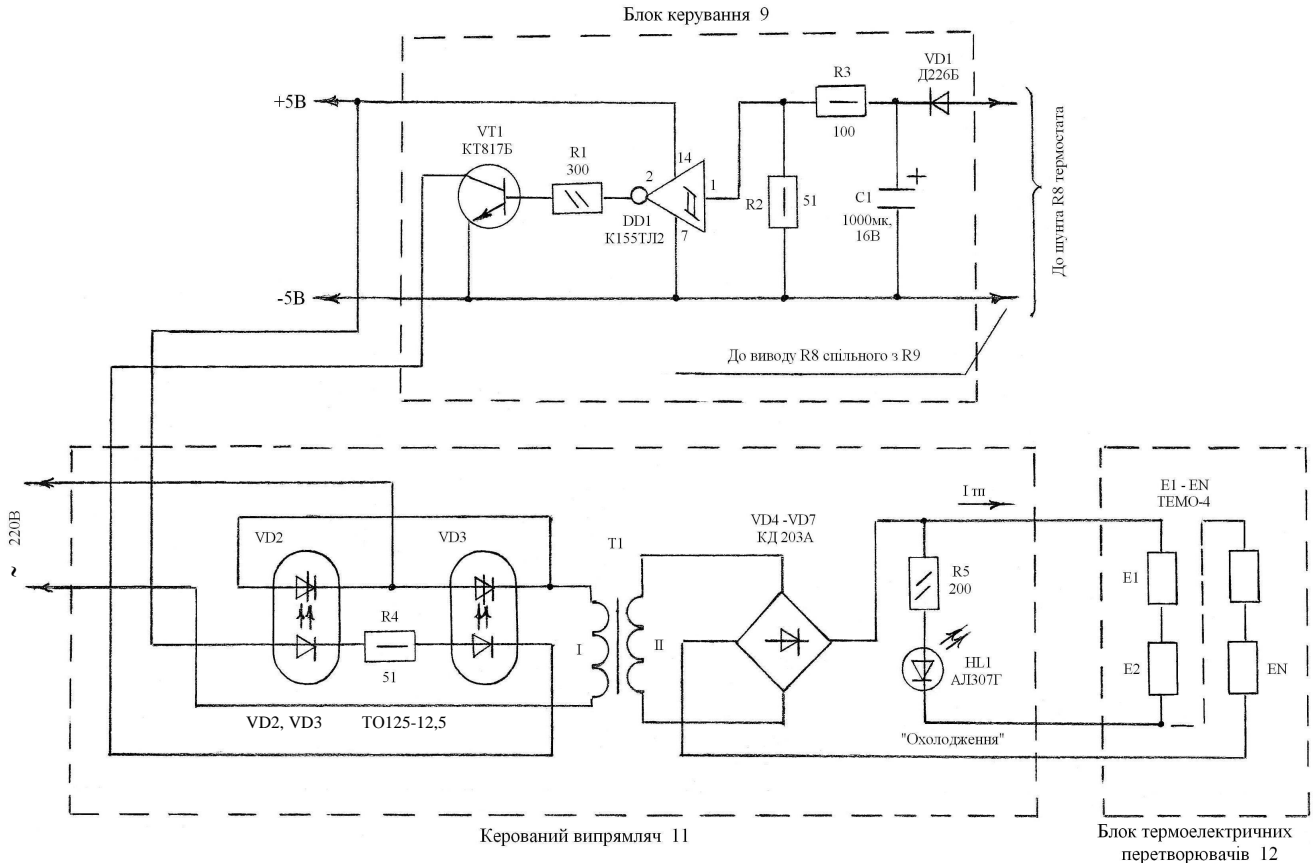 Блок керування 9
VD1
Д226Б
R3
100
+5В
VT1
КТ817Б
R1
300
14
2
1
7
DD1
К155ТЛ2
R2
51
+
C1
1000мк,
16В
До шунта R8 термостата
-5В
До виводу R8 спільного з R9
~ 220В
VD2
VD3
R4
51
T1
I
II
VD4 -VD7
КД 203А
I тп
R5
200
HL1
АЛ307Г
"Охолодження"
E1 - EN
ТЕМО-4
E1
E2
EN
VD2, VD3 ТО125-12,5
Керований випрямляч 11
Блок термоелектричних
перетворювачів 12